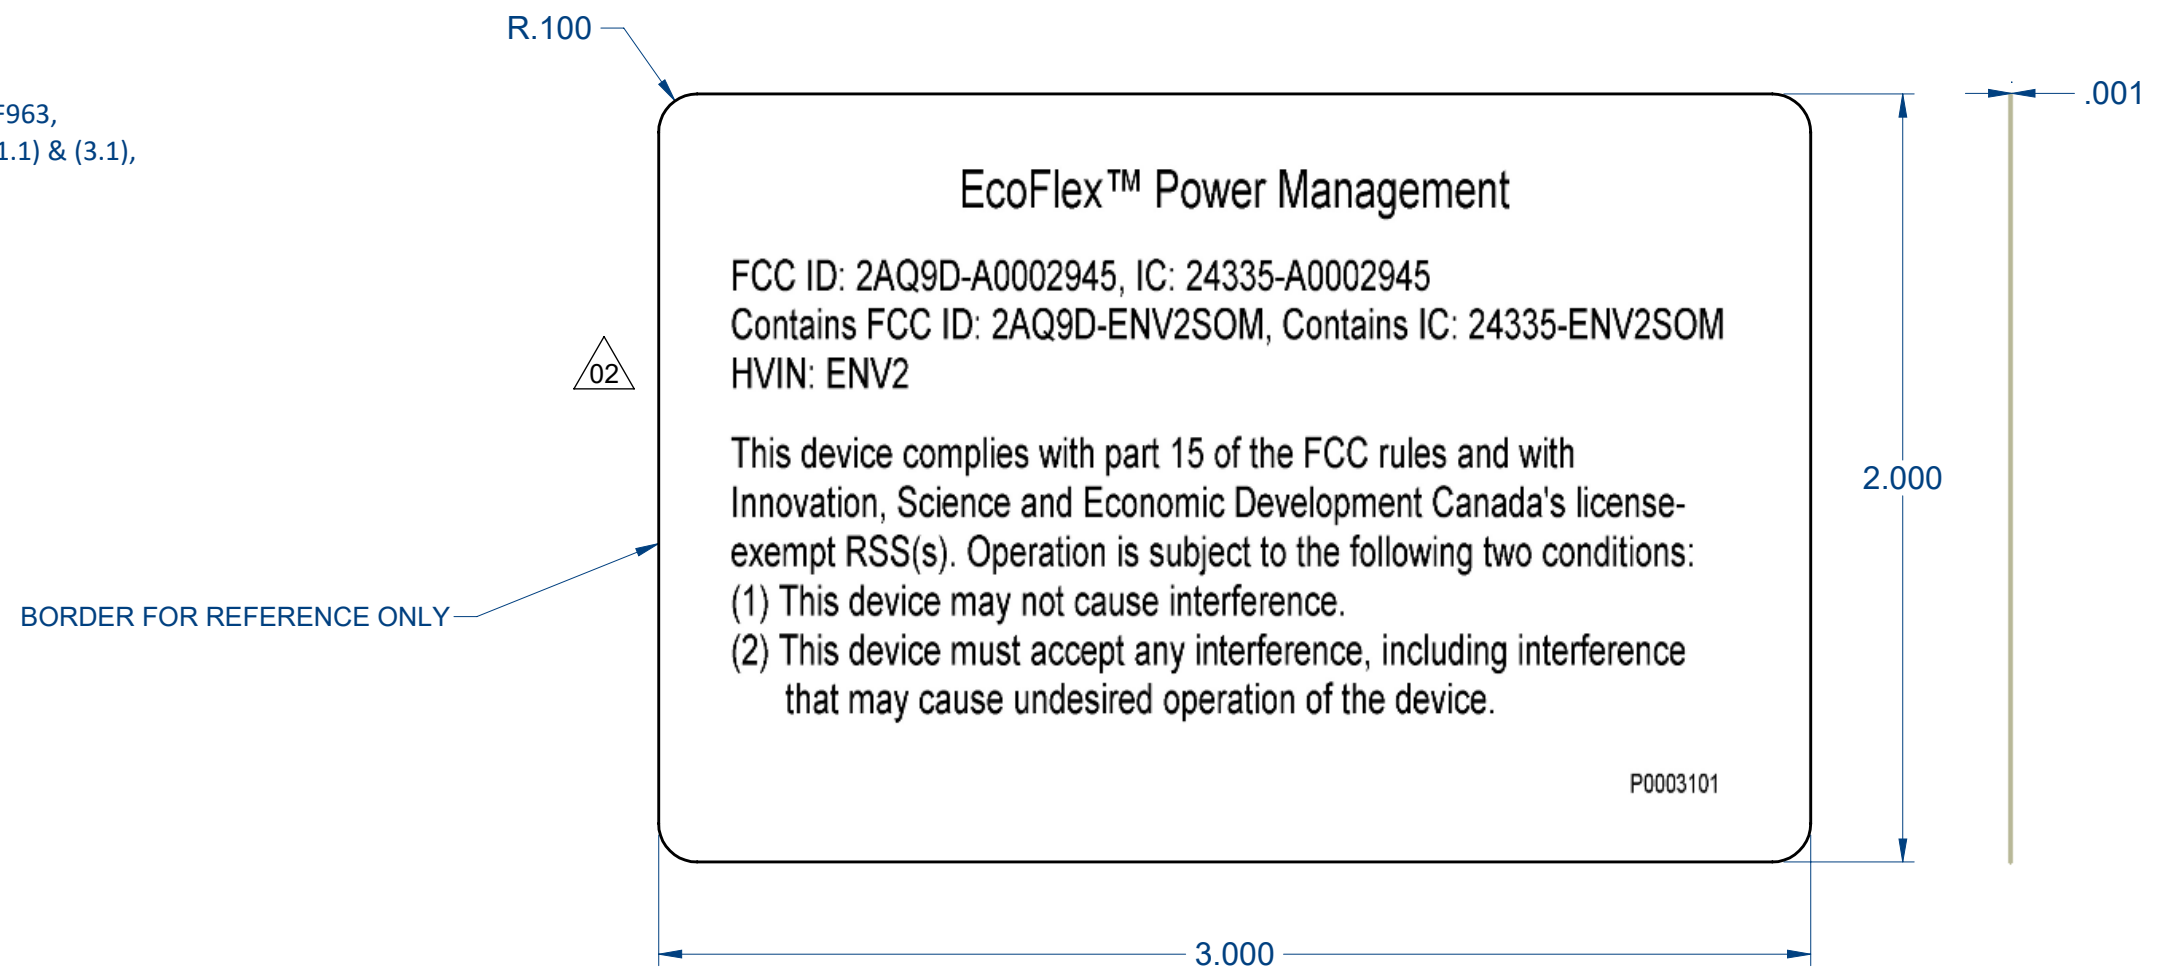 R.100
.001
F963,
1.1) & (3.1),
EcoFlex™ Power Management
FCC ID: 2AQ9D-A0002945, IC: 24335-A0002945
Contains FCC ID: 2AQ9D-ENV2SOM, Contains IC: 24335-ENV2SOM
HVIN: ENV2
02
This device complies with part 15 of the FCC rules and with
Innovation, Science and Economic Development Canada's license-
exempt RSS(s). Operation is subject to the following two conditions:
(1) This device may not cause interference.
(2) This device must accept any interference, including interference
that may cause undesired operation of the device.
2.000
BORDER FOR REFERENCE ONLY
P0003101
3.000